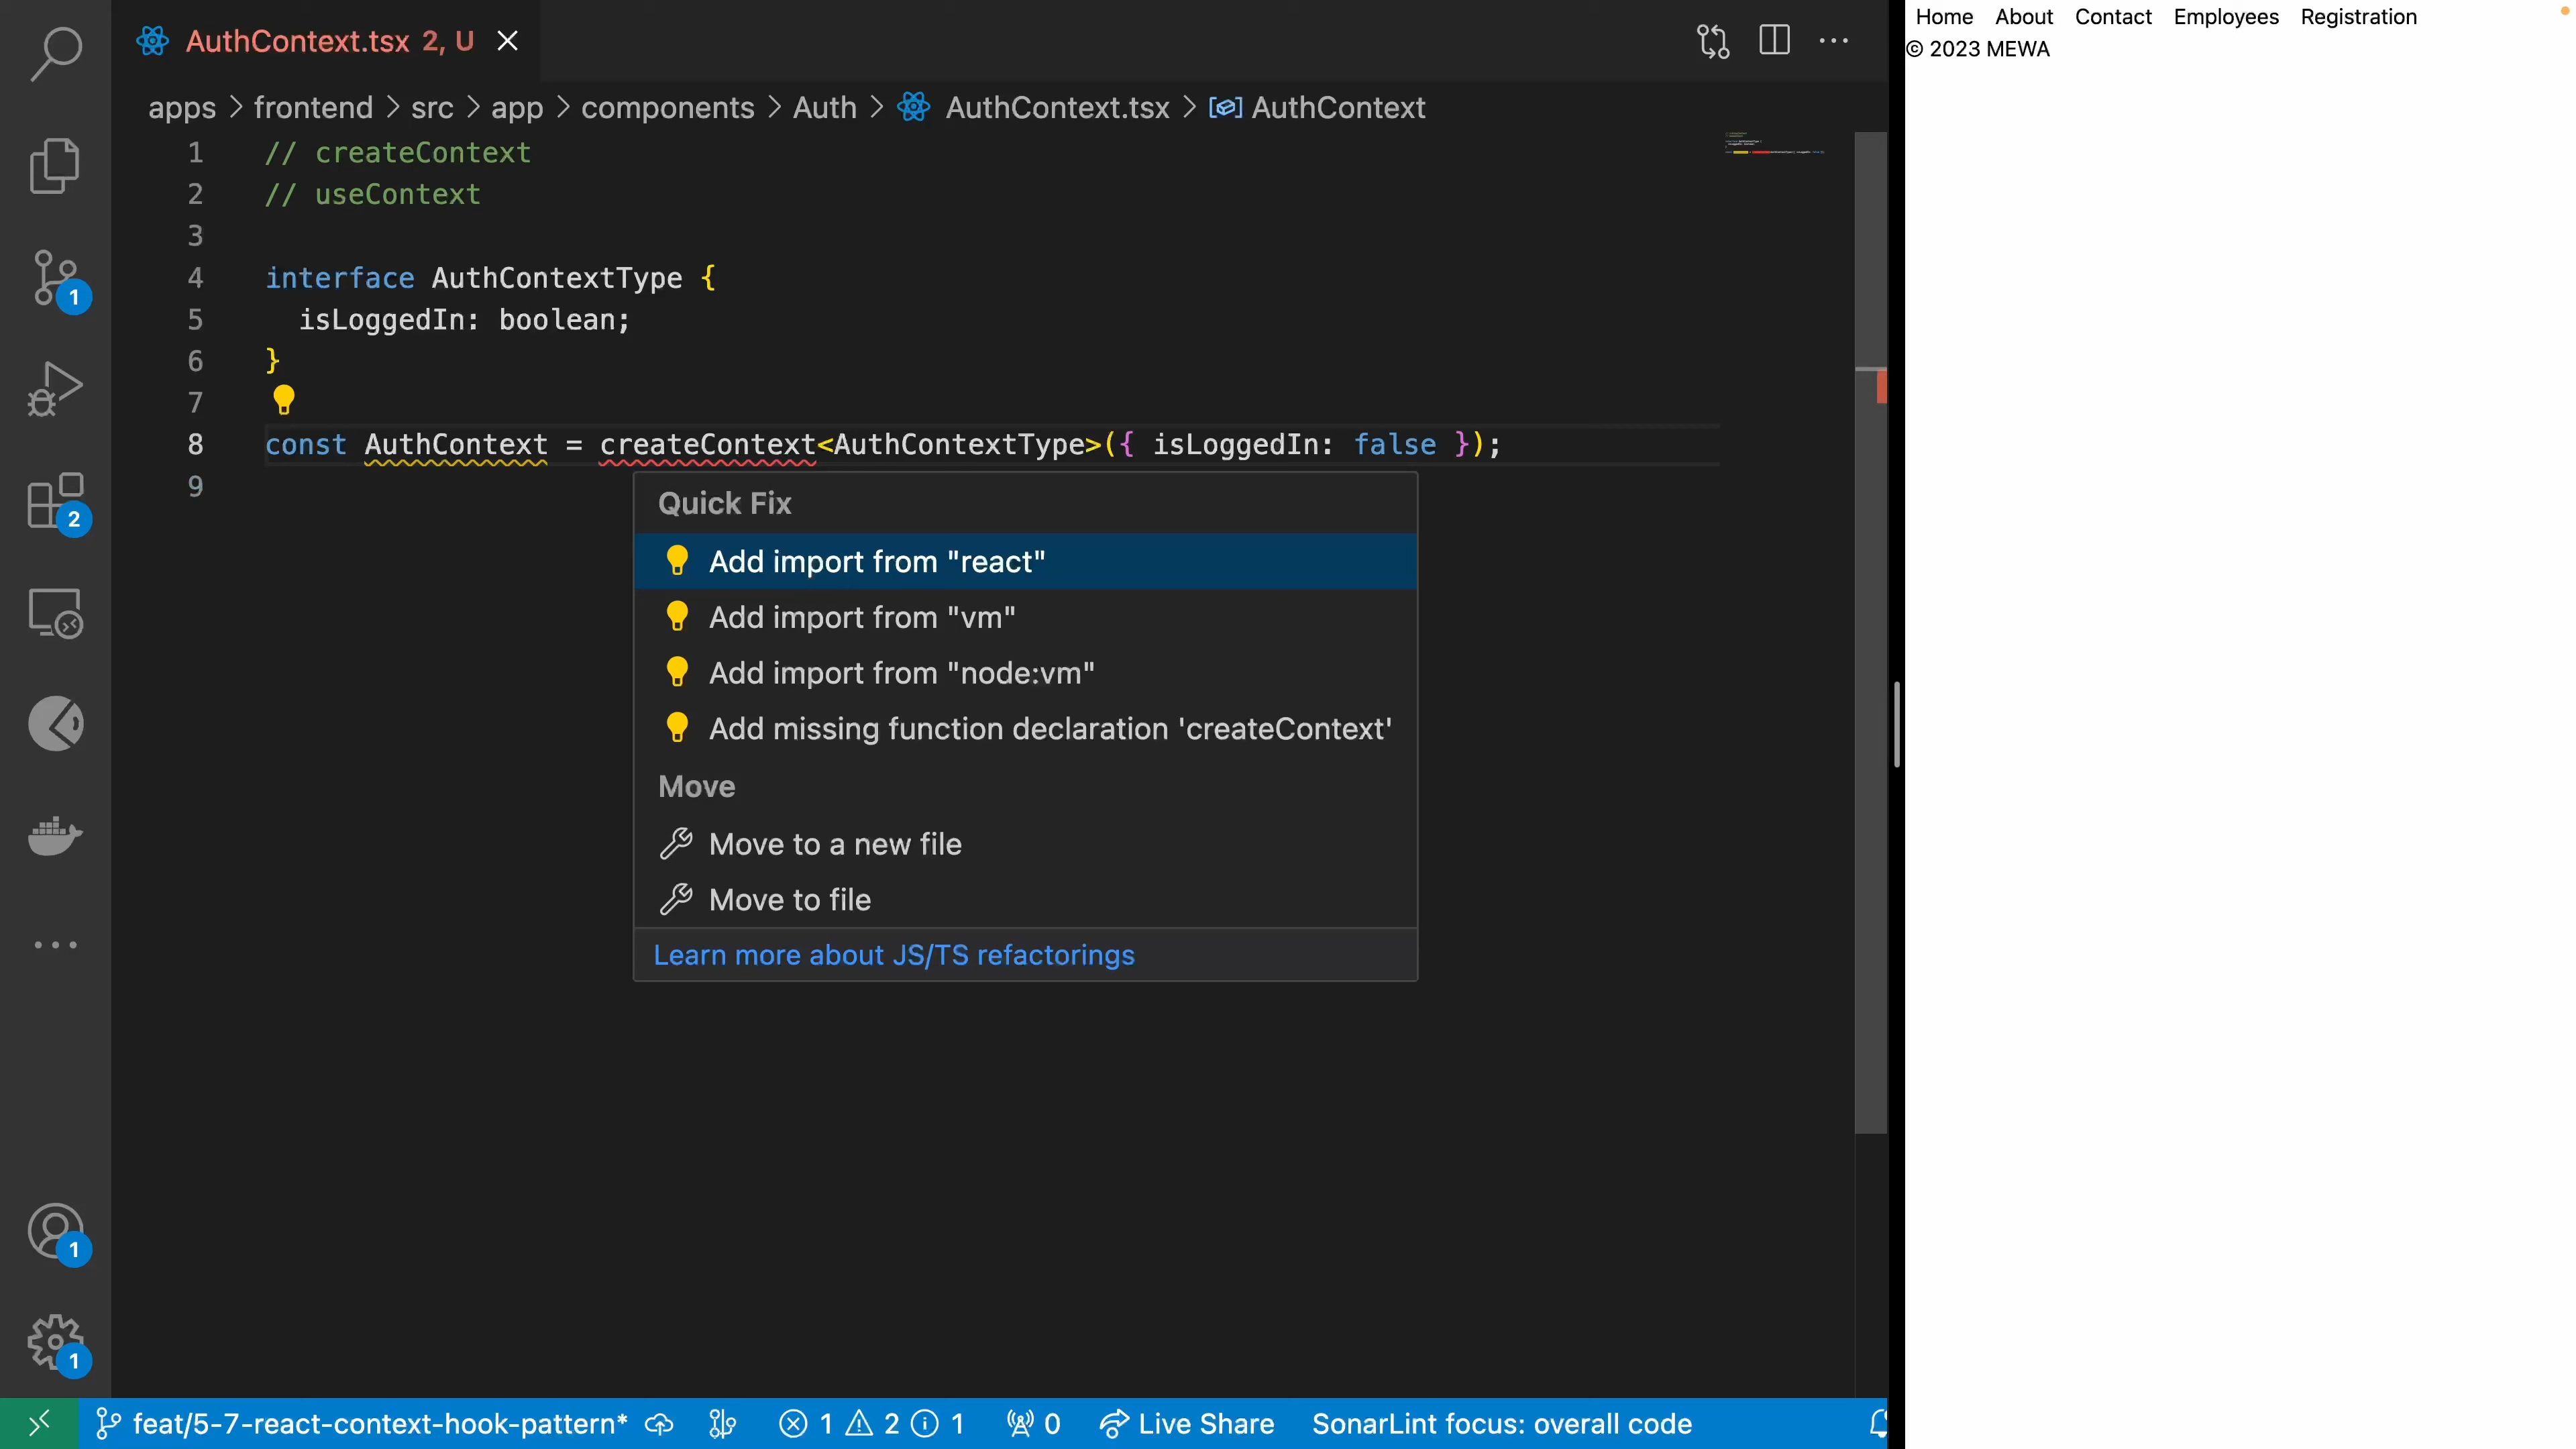 AuthContext.tsx 2, U
apps > frontend > src > app > components > Auth > AuthContext.tsx > AuthContext
1 // createContext
2 // useContext
3
4 interface AuthContextType {
5 isLoggedIn: boolean;
6 }
7
8 const AuthContext = createContext<AuthContextType>({ isLoggedIn: false });
9
Quick Fix
Add import from "react"
Add import from "vm"
Add import from "node:vm"
Add missing function declaration 'createContext'
Move
Move to a new file
Move to file
Learn more about JS/TS refactorings
1
2
1
1
feat/5-7-react-context-hook-pattern* 1 2 1 0 Live Share SonarLint focus: overall code
Home About Contact Employees Registration
© 2023 MEWA